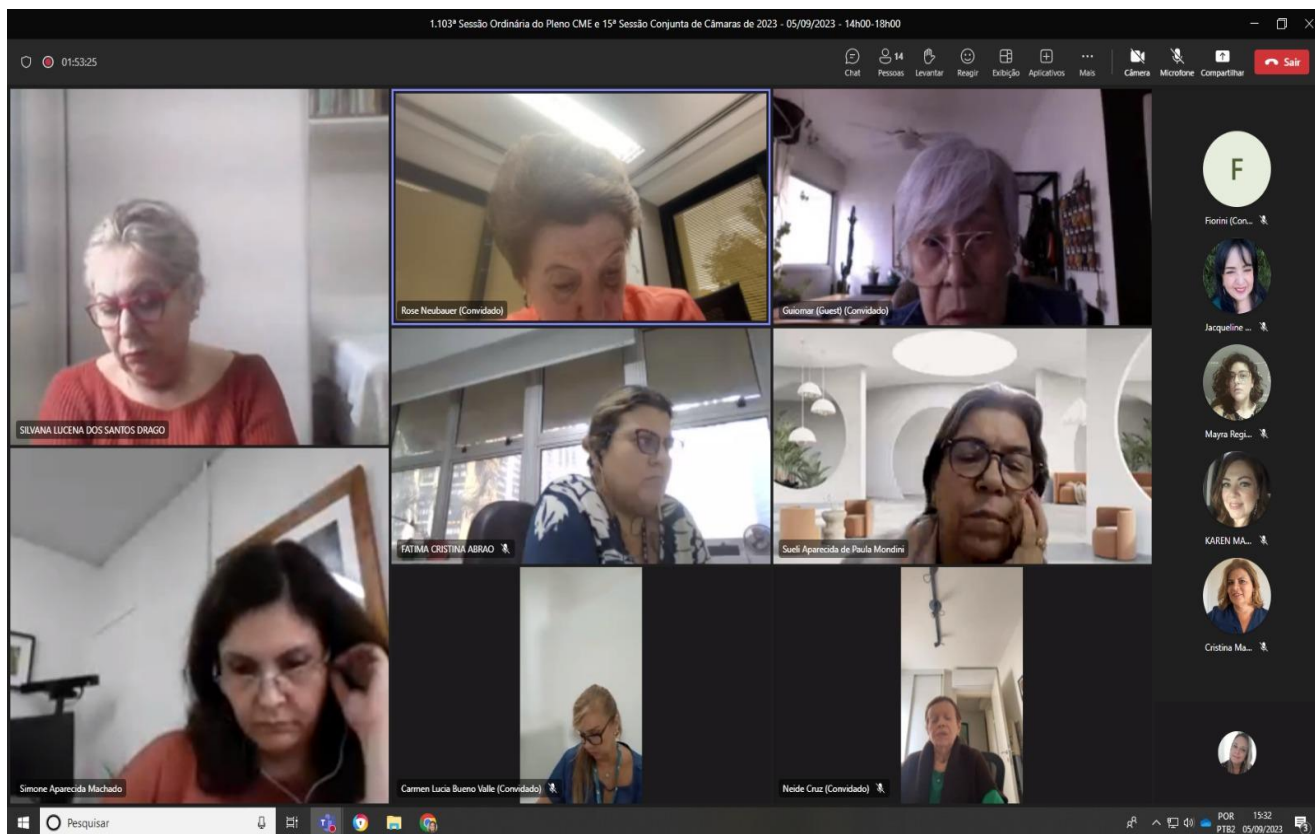 1.103ª Sessão Ordinária do Pleno CME e 15ª Sessão Conjunta de Câmaras de 2023 - 05/09/2023 - 14h00-18h00
01:53:25
14
Chat Pessoas Levantar Reagir Exibição Aplicativos Mais Câmera Microfone Compartilhar Sair
F
Fiorini (Con...
Jacqueline ...
Mayra Regi...
KAREN MA...
Cristina Ma...
Rose Neubauer (Convidado)
Guiomar (Guest) (Convidado)
SILVANA LUCENA DOS SANTOS DRAGO
FATIMA CRISTINA ABRAO
Sueli Aparecida de Paula Mondini
Simone Aparecida Machado
Carmen Lucia Bueno Valle (Convidado)
Neide Cruz (Convidado)
Pesquisar
POR 15:32
PTB2 05/09/2023